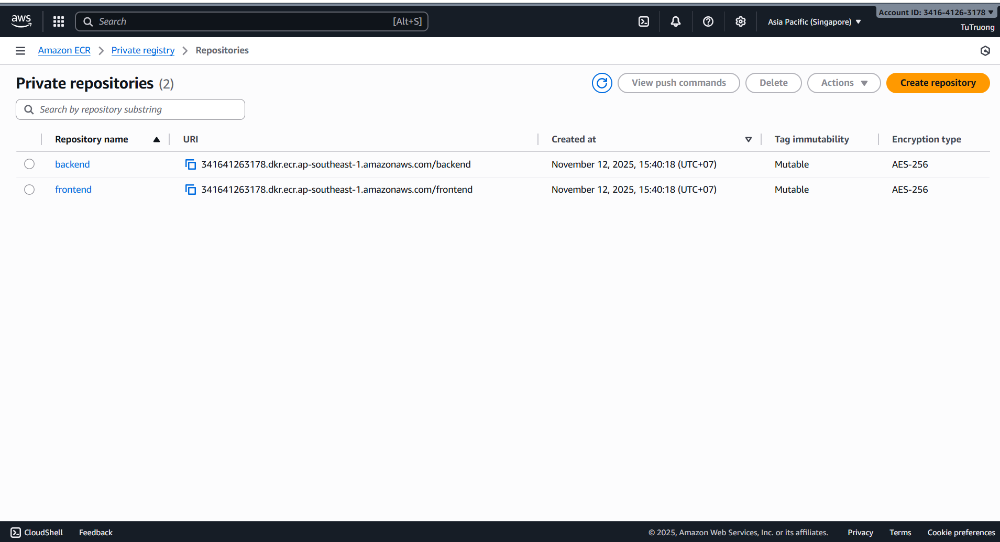 aws
Search [Alt+S]
Asia Pacific (Singapore)
Account ID: 3416-4126-3178
TuTruong
Amazon ECR
Private registry
Repositories
Private repositories (2)
View push commands
Delete
Actions
Create repository
Search by repository substring
Repository name URI Created at Tag immutability Encryption type
backend 341641263178.dkr.ecr.ap-southeast-1.amazonaws.com/backend November 12, 2025, 15:40:18 (UTC+07) Mutable AES-256
frontend 341641263178.dkr.ecr.ap-southeast-1.amazonaws.com/frontend November 12, 2025, 15:40:18 (UTC+07) Mutable AES-256
CloudShell Feedback © 2025, Amazon Web Services, Inc. or its affiliates. Privacy Terms Cookie preferences